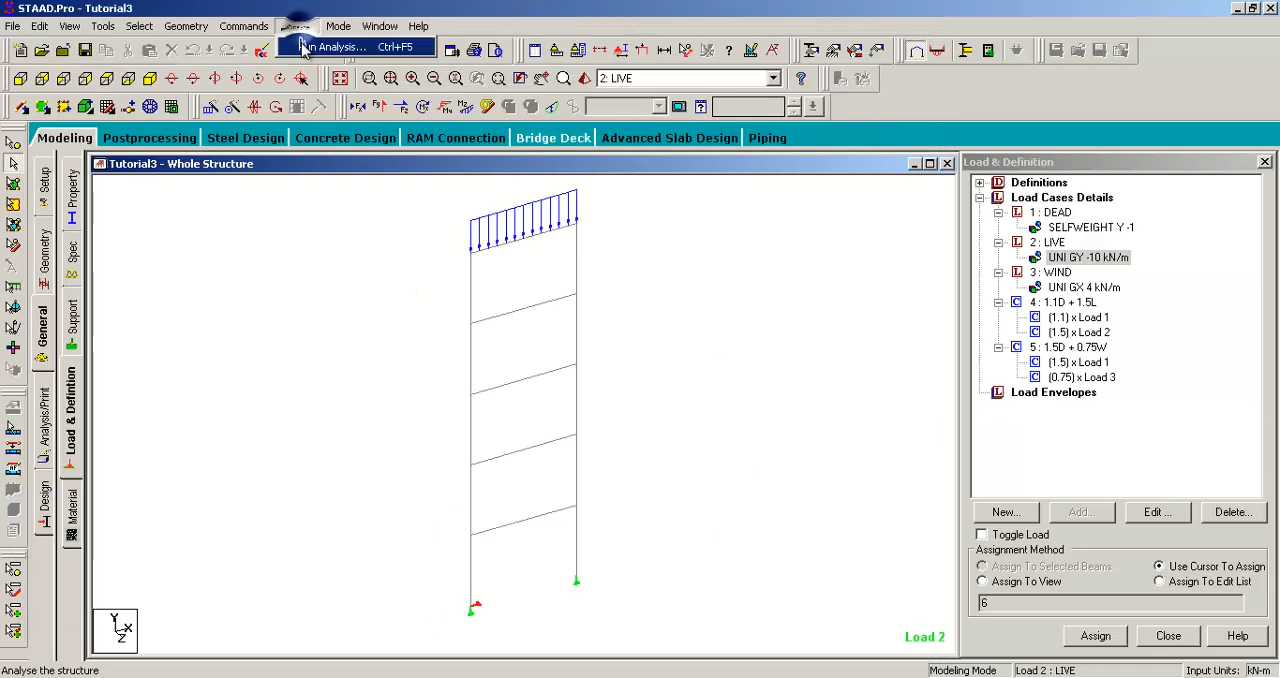 STAAD.Pro - Tutorial3
File Edit View Tools Select Geometry Commands Mode Window Help
Analysis... Ctrl+F5
2: LIVE
Modeling Postprocessing Steel Design Concrete Design RAM Connection Bridge Deck Advanced Slab Design Piping
Setup
Geometry
General
Analysis/Print
Design
Property
Spec
Support
Load & Definition
Material
Tutorial3 - Whole Structure
Y
X
Z
Load 2
Load & Definition
Definitions
Load Cases Details
1 : DEAD
SELFWEIGHT Y -1
2 : LIVE
UNI GY -10 kN/m
3 : WIND
UNI GX 4 kN/m
4 : 1.1D + 1.5L
(1.1) x Load 1
(1.5) x Load 2
5 : 1.5D + 0.75W
(1.5) x Load 1
(0.75) x Load 3
Load Envelopes
New... Add... Edit ... Delete...
Toggle Load
Assignment Method
Assign To Selected Beams Use Cursor To Assign
Assign To View Assign To Edit List
6
Assign Close Help
Analyse the structure
Modeling Mode Load 2 : LIVE Input Units: kN-m